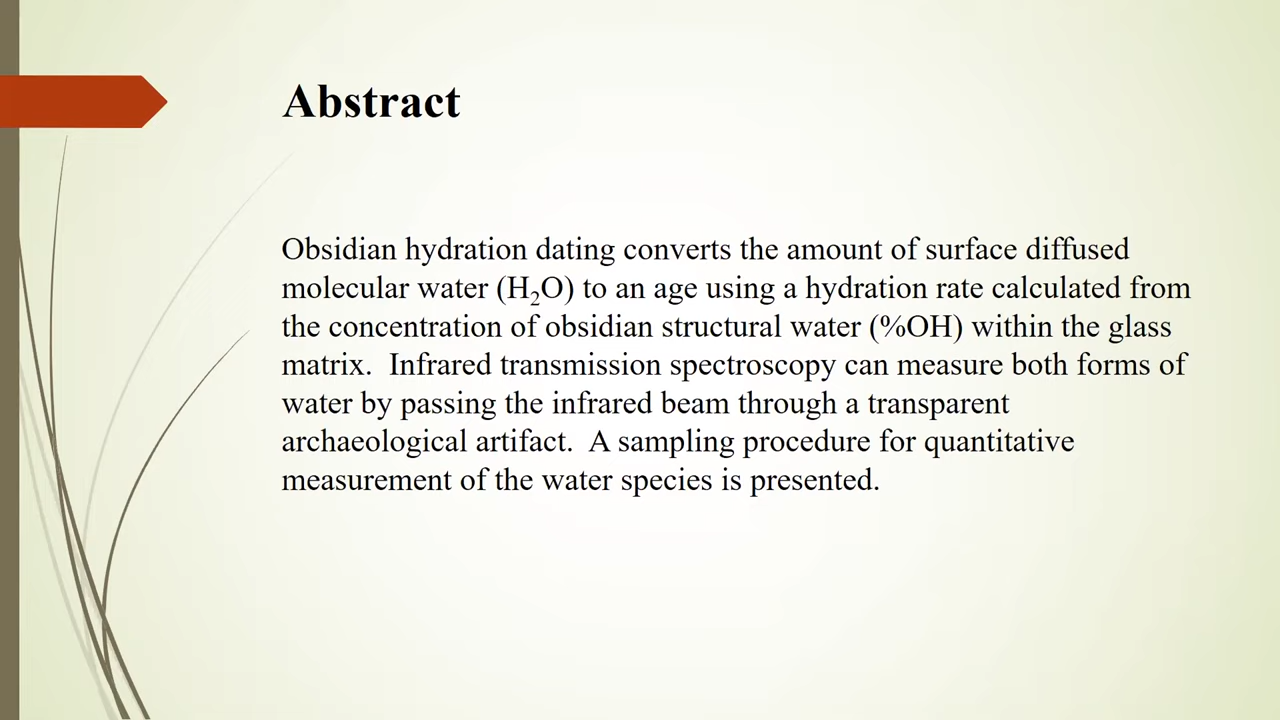 Abstract
Obsidian hydration dating converts the amount of surface diffused
molecular water (H₂O) to an age using a hydration rate calculated from
the concentration of obsidian structural water (%OH) within the glass
matrix.  Infrared transmission spectroscopy can measure both forms of
water by passing the infrared beam through a transparent
archaeological artifact.  A sampling procedure for quantitative
measurement of the water species is presented.